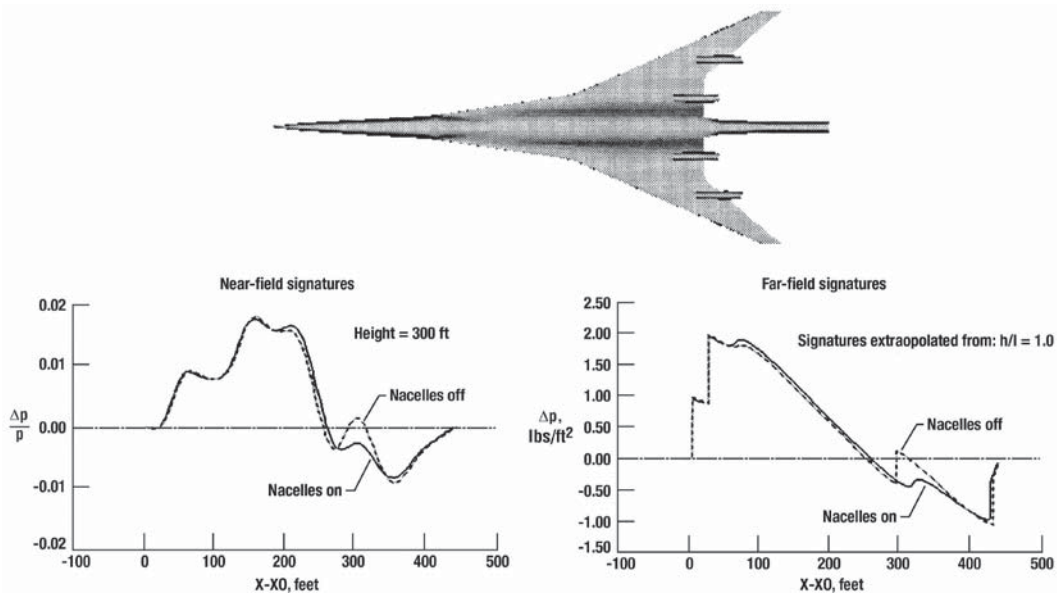 Near-field signatures
0.02
0.01
0.00
-0.01
-0.02
Δp
p
Height = 300 ft
Nacelles off
Nacelles on
-100 0 100 200 300 400 500
X-XO, feet
Far-field signatures
2.50
2.00
1.50
1.00
0.50
0.00
-0.50
-1.00
-1.50
Δp,
lbs/ft²
Signatures extraopolated from: h/l = 1.0
Nacelles off
Nacelles on
-100 0 100 200 300 400 500
X-XO, feet